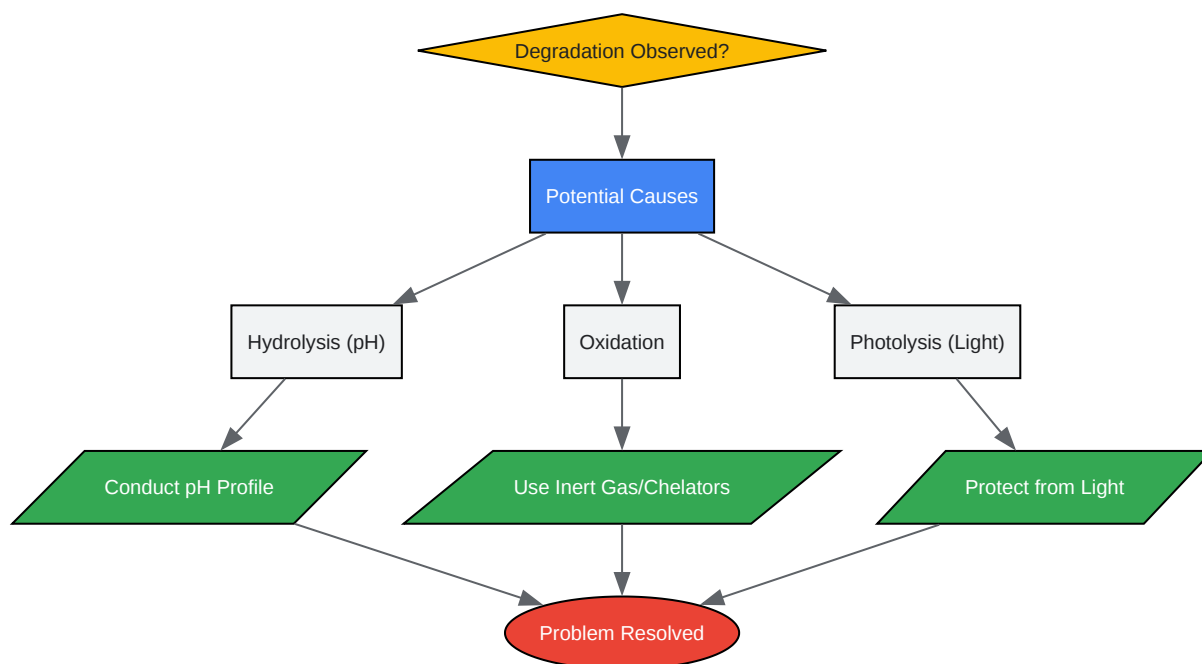 Degradation Observed?
Potential Causes
Hydrolysis (pH)
Oxidation
Photolysis (Light)
Conduct pH Profile
Use Inert Gas/Chelators
Protect from Light
Problem Resolved